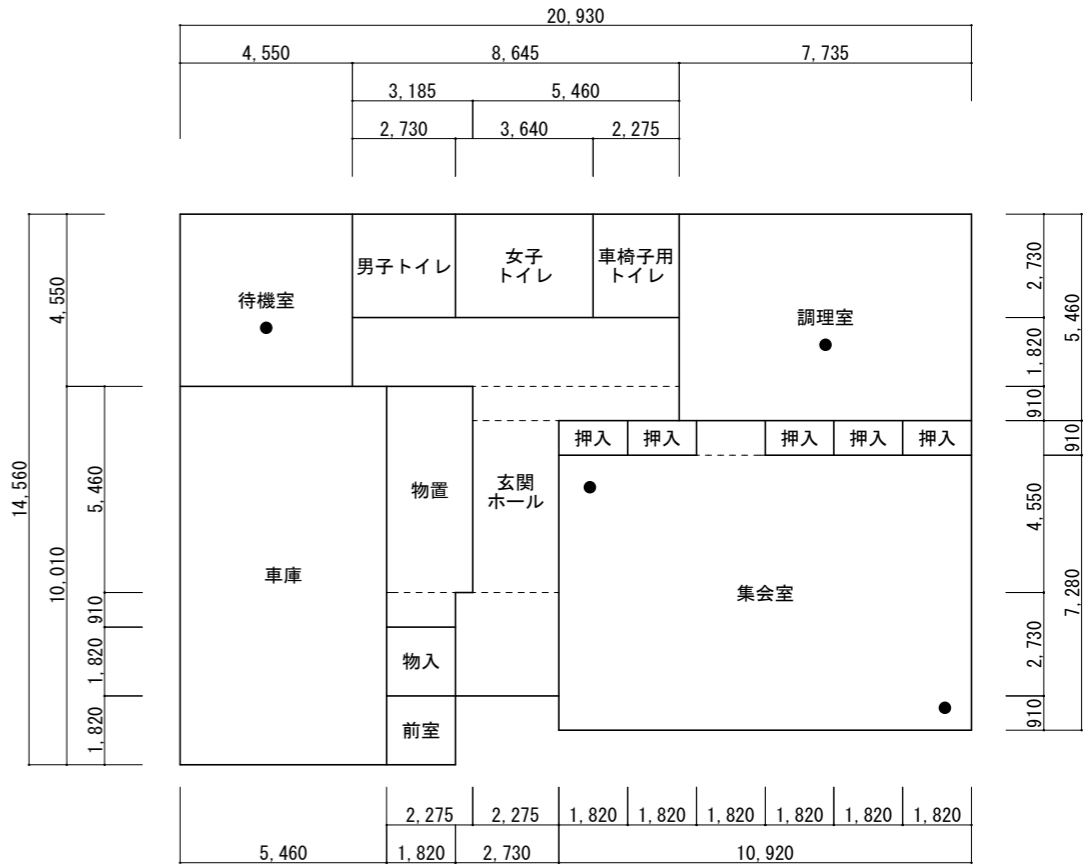 20,930
4,550
8,645
7,735
3,185
5,460
2,730
3,640
2,275
男子トイレ
女子
トイレ
車椅子用
トイレ
待機室
調理室
押入
押入
押入
押入
押入
物置
玄関
ホール
車庫
集会室
物入
前室
14,560
4,550
10,010
5,460
910
1,820
1,820
2,730
1,820
910
5,460
910
4,550
2,730
910
7,280
2,275
2,275
1,820
1,820
1,820
1,820
1,820
1,820
5,460
1,820
2,730
10,920